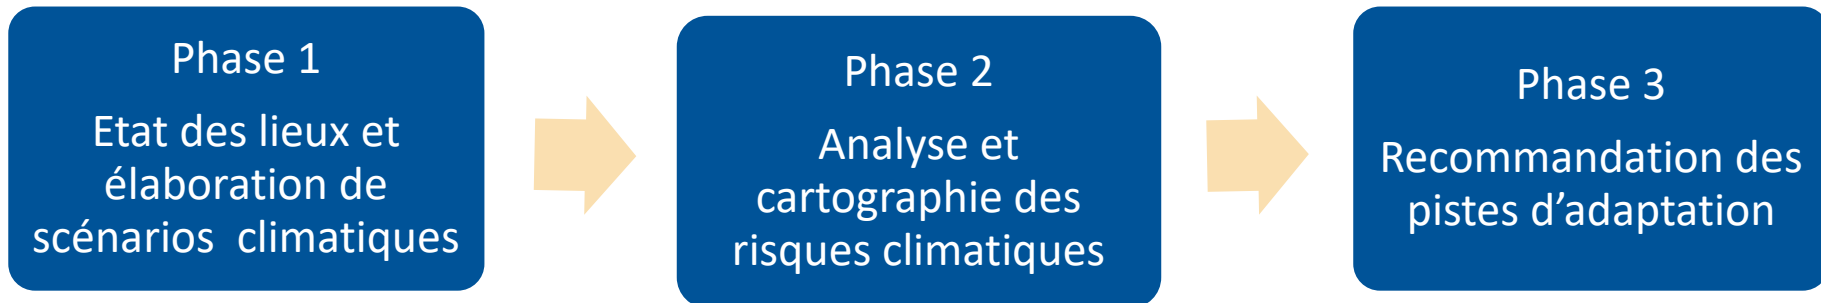 Phase 1
Etat des lieux et
élaboration de
scénarios  climatiques
Phase 2
Analyse et
cartographie des
risques climatiques
Phase 3
Recommandation des
pistes d’adaptation